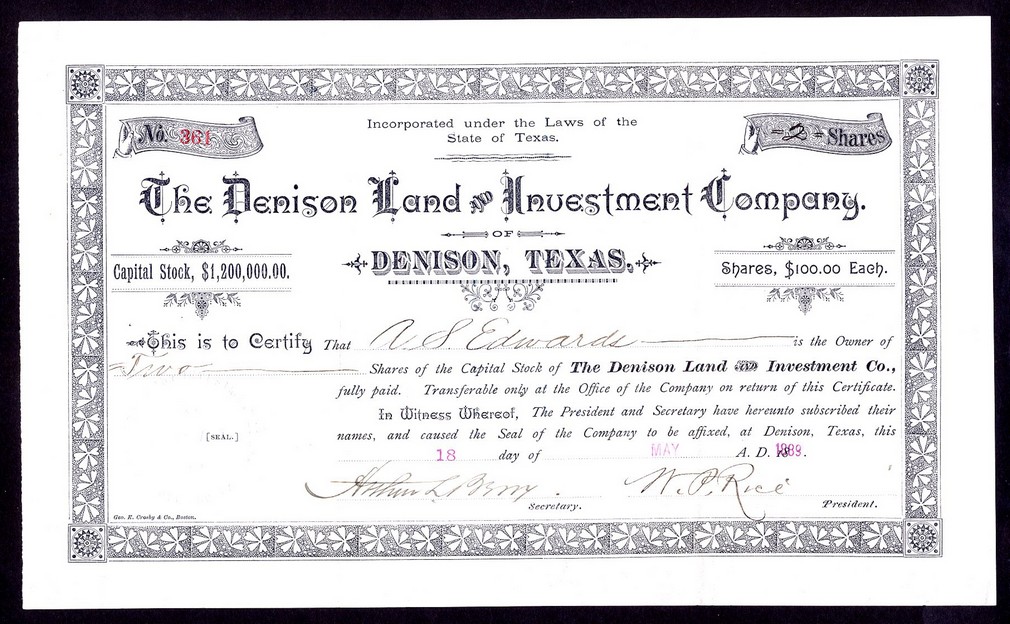 Incorporated under the Laws of the
State of Texas.
No. 361
-2- Shares
The Denison Land AND Investment Company.
OF
DENISON, TEXAS.
Capital Stock, $1,200,000.00.
Shares, $100.00 Each.
This is to Certify That A. S. Edwards is the Owner of
Two Shares of the Capital Stock of The Denison Land AND Investment Co.,
fully paid. Transferable only at the Office of the Company on return of this Certificate.
In Witness Whereof, The President and Secretary have hereunto subscribed their
names, and caused the Seal of the Company to be affixed, at Denison, Texas, this
[SEAL.]
18 day of MAY A. D. 1889.
Arthur L. Berry W. P. Rice
Secretary. President.
Geo. E. Crosby & Co., Boston.